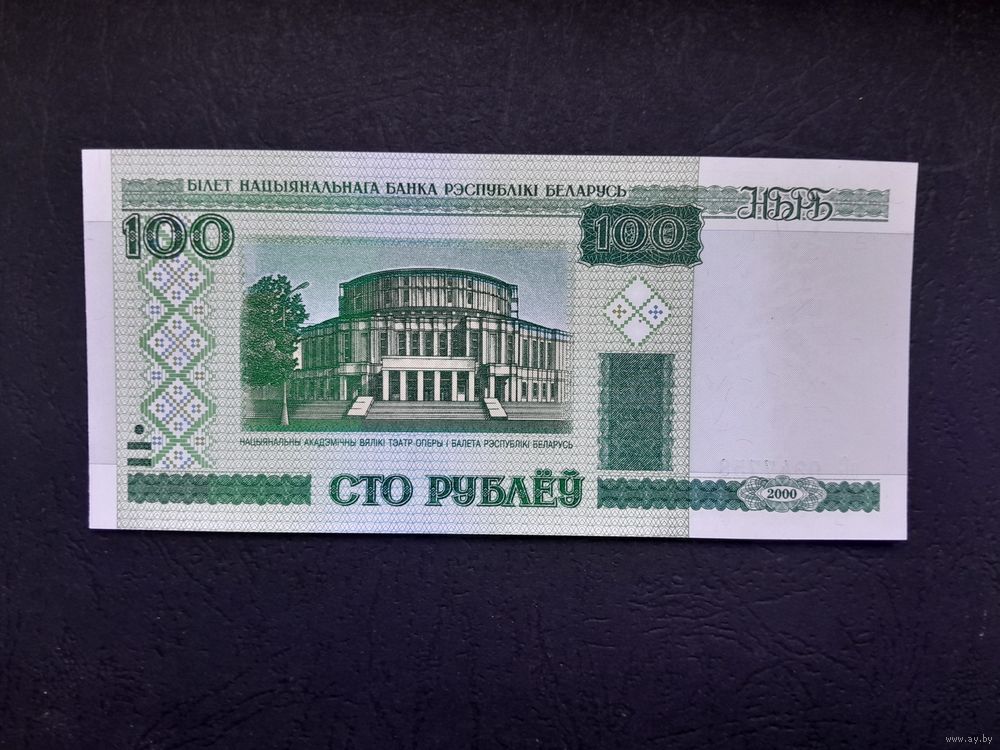 БІЛЕТ НАЦЫЯНАЛЬНАГА БАНКА РЭСПУБЛІКІ БЕЛАРУСЬ
НБРБ
100
100
НАЦЫЯНАЛЬНЫ АКАДЭМІЧНЫ ВЯЛІКІ ТЭАТР ОПЕРЫ І БАЛЕТА РЭСПУБЛІКІ БЕЛАРУСЬ
СТО РУБЛЁЎ
2000
www.ay.by